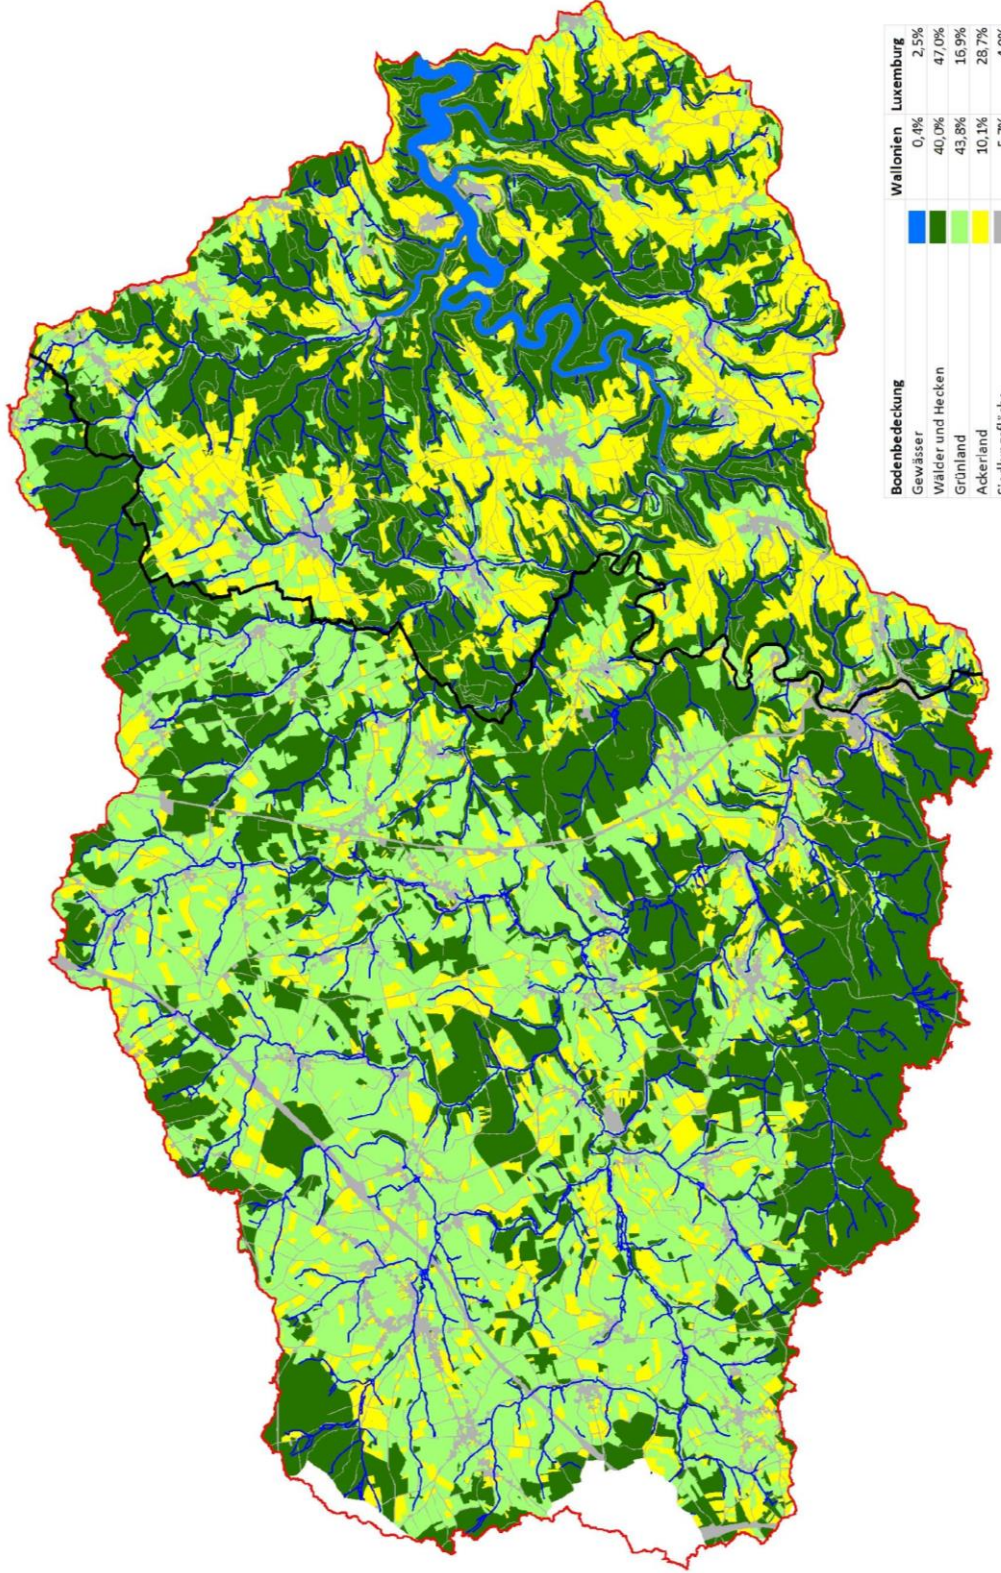 Bodenbedeckung Wallonien Luxemburg
Gewässer 0,4% 2,5%
Wälder und Hecken 40,0% 47,0%
Grünland 43,8% 16,9%
Ackerland 10,1% 28,7%